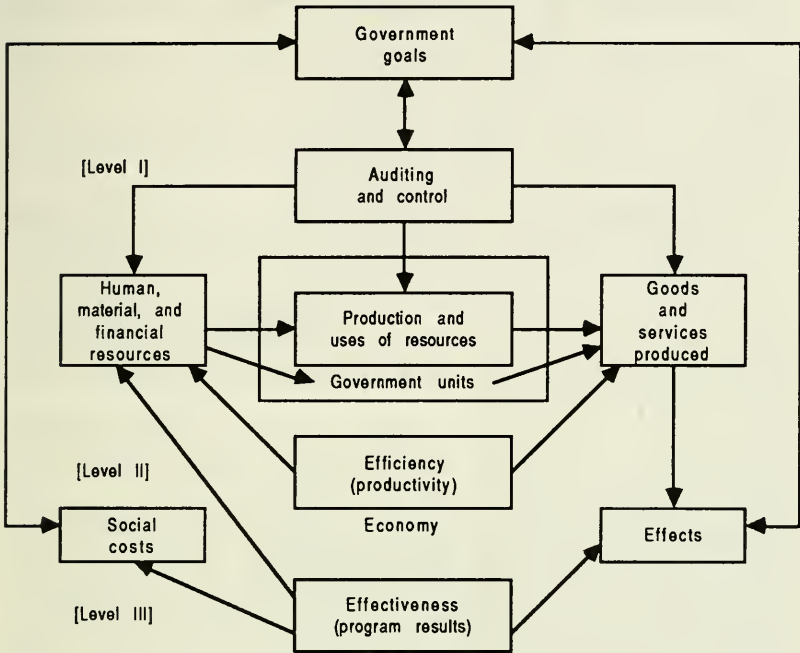 Government
goals
[Level I]
Auditing
and control
Human,
material, and
financial
resources
Production and
uses of resources
Government units
Goods
and
services
produced
[Level II]
Efficiency
(productivity)
Economy
Social
costs
Effects
[Level III]
Effectiveness
(program results)